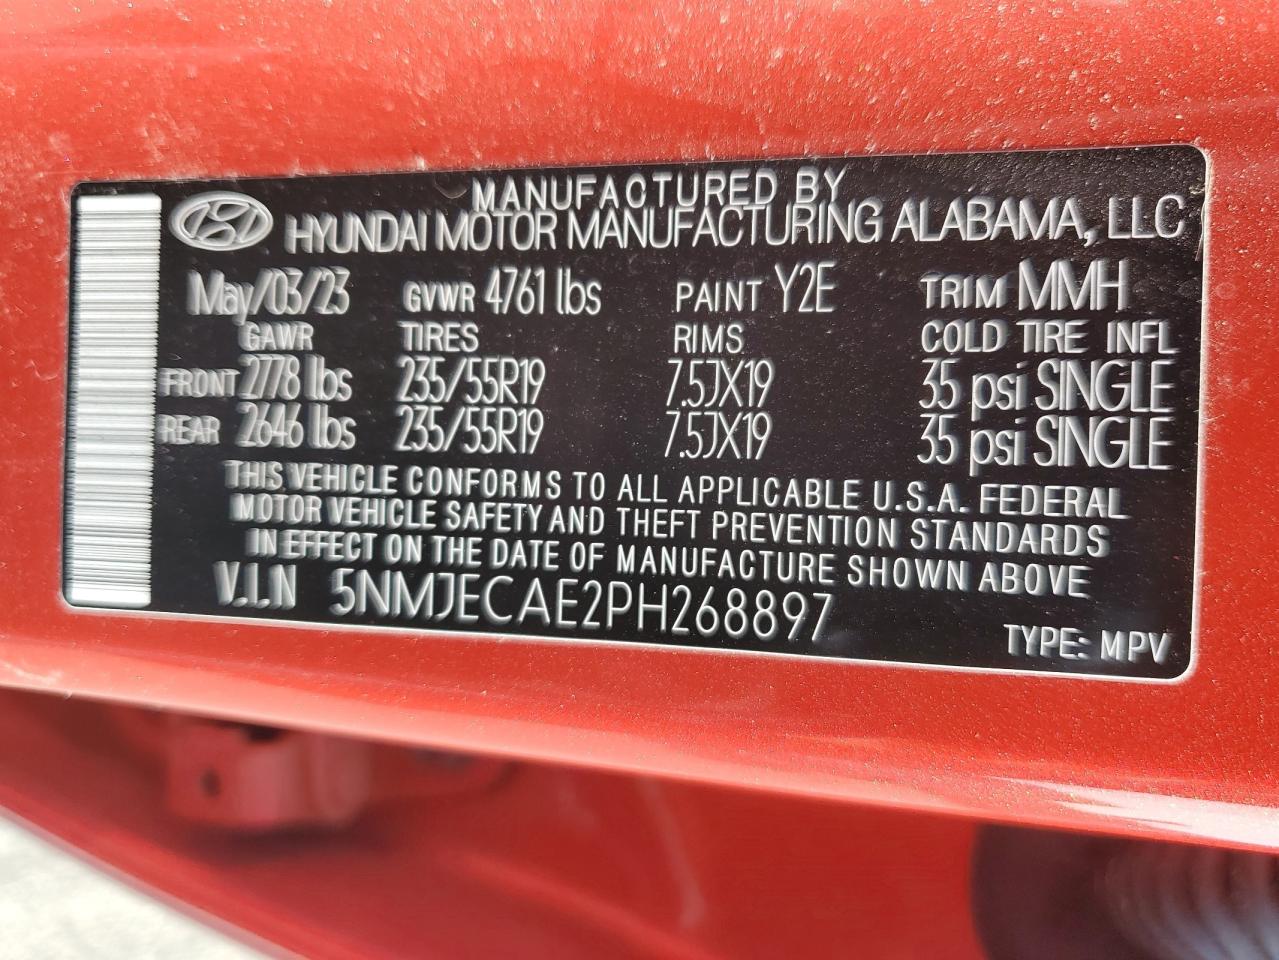 MANUFACTURED BY
HYUNDAI MOTOR MANUFACTURING ALABAMA, LLC
May/03/23 GVWR 4761 lbs PAINT Y2E TRIM MMH
GAWR TIRES RIMS COLD TIRE INFL
FRONT 2778 lbs 235/55R19 7.5JX19 35 psi SINGLE
REAR 2646 lbs 235/55R19 7.5JX19 35 psi SINGLE
THIS VEHICLE CONFORMS TO ALL APPLICABLE U.S.A. FEDERAL
MOTOR VEHICLE SAFETY AND THEFT PREVENTION STANDARDS
IN EFFECT ON THE DATE OF MANUFACTURE SHOWN ABOVE
V.I.N 5NMJECAE2PH268897
TYPE: MPV